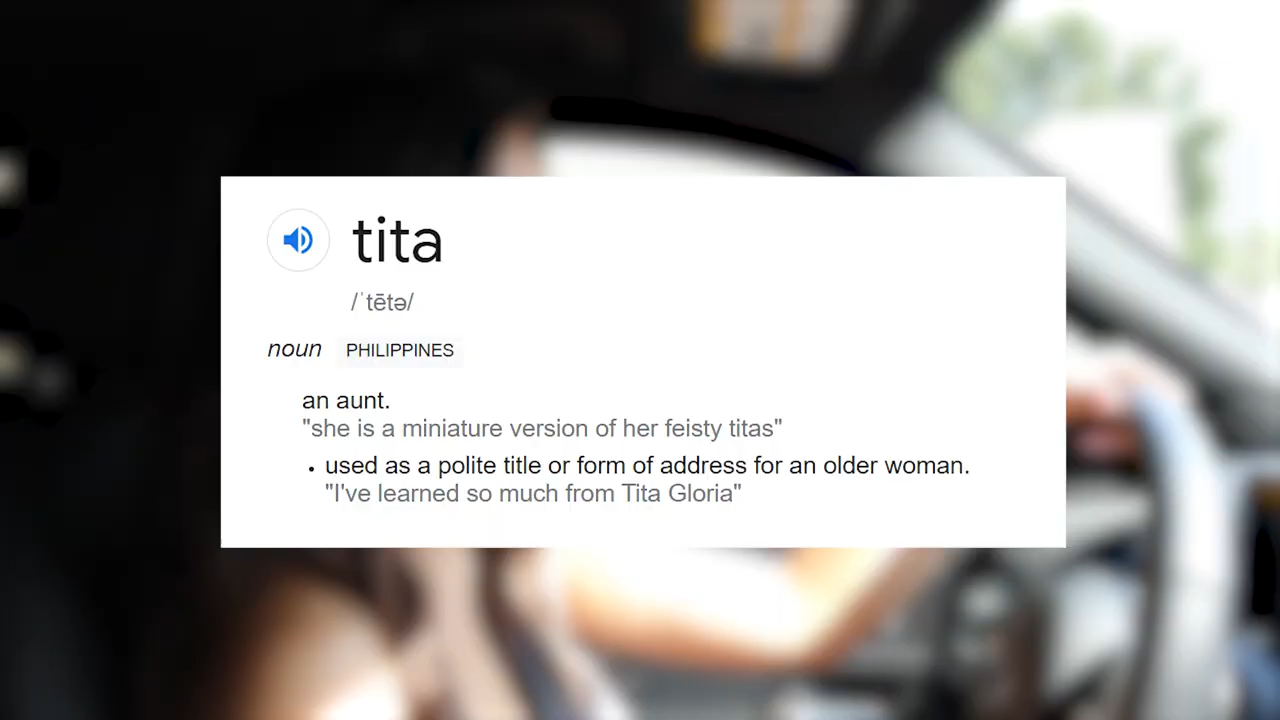 tita
/ˈtētə/
noun PHILIPPINES
an aunt.
"she is a miniature version of her feisty titas"
• used as a polite title or form of address for an older woman.
"I've learned so much from Tita Gloria"